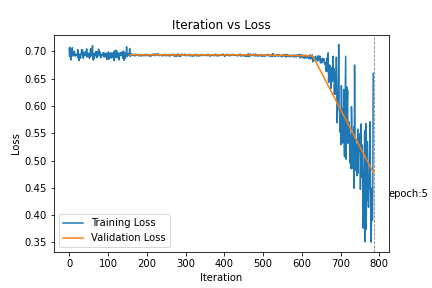 Iteration vs Loss
Loss
0.70
0.65
0.60
0.55
0.50
0.45
0.40
0.35
epoch:5
Training Loss
Validation Loss
0 100 200 300 400 500 600 700 800
Iteration